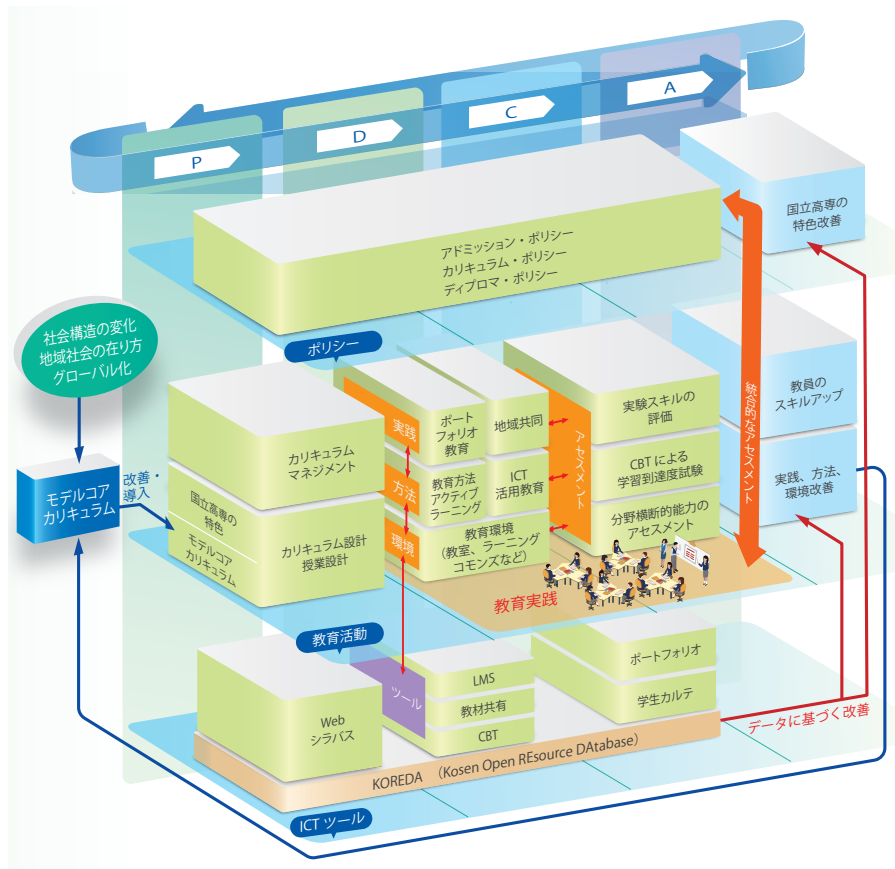 P
D
C
A
国立高専の
特色改善
アドミッション・ポリシー
カリキュラム・ポリシー
ディプロマ・ポリシー
社会構造の変化
地域社会の在り方
グローバル化
ポリシー
モデルコア
カリキュラム
改善・
導入
カリキュラム
マネジメント
国立高専の
特色
モデルコア
カリキュラム
カリキュラム設計
授業設計
実践
方法
環境
ポート
フォリオ
教育
地域共同
教育方法
アクティブ
ラーニング
ICT
活用教育
教育環境
(教室、ラーニング
コモンズなど)
アセスメント
実験スキルの
評価
CBTによる
学習到達度試験
分野横断的能力の
アセスメント
統合的なアセスメント
教員の
スキルアップ
実践、方法、
環境改善
教育実践
教育活動
Web
シラバス
ツール
LMS
教材共有
CBT
ポートフォリオ
学生カルテ
データに基づく改善
KOREDA (Kosen Open REsource DAtabase)
ICTツール